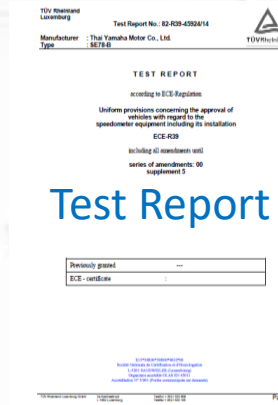 TÜV Rheinland
Luxemburg
Test Report No.: 82-R39-45924/14
Manufacturer : Thai Yamaha Motor Co., Ltd.
Type : SE78-B
TÜVRheinl
TEST REPORT
according to ECE-Regulation
Uniform provisions concerning the approval of
vehicles with regard to the
speedometer equipment including its installation
ECE-R39
including all amendments until
series of amendments: 00
supplement 5
Test Report
Previously granted ---
ECE - certificate :